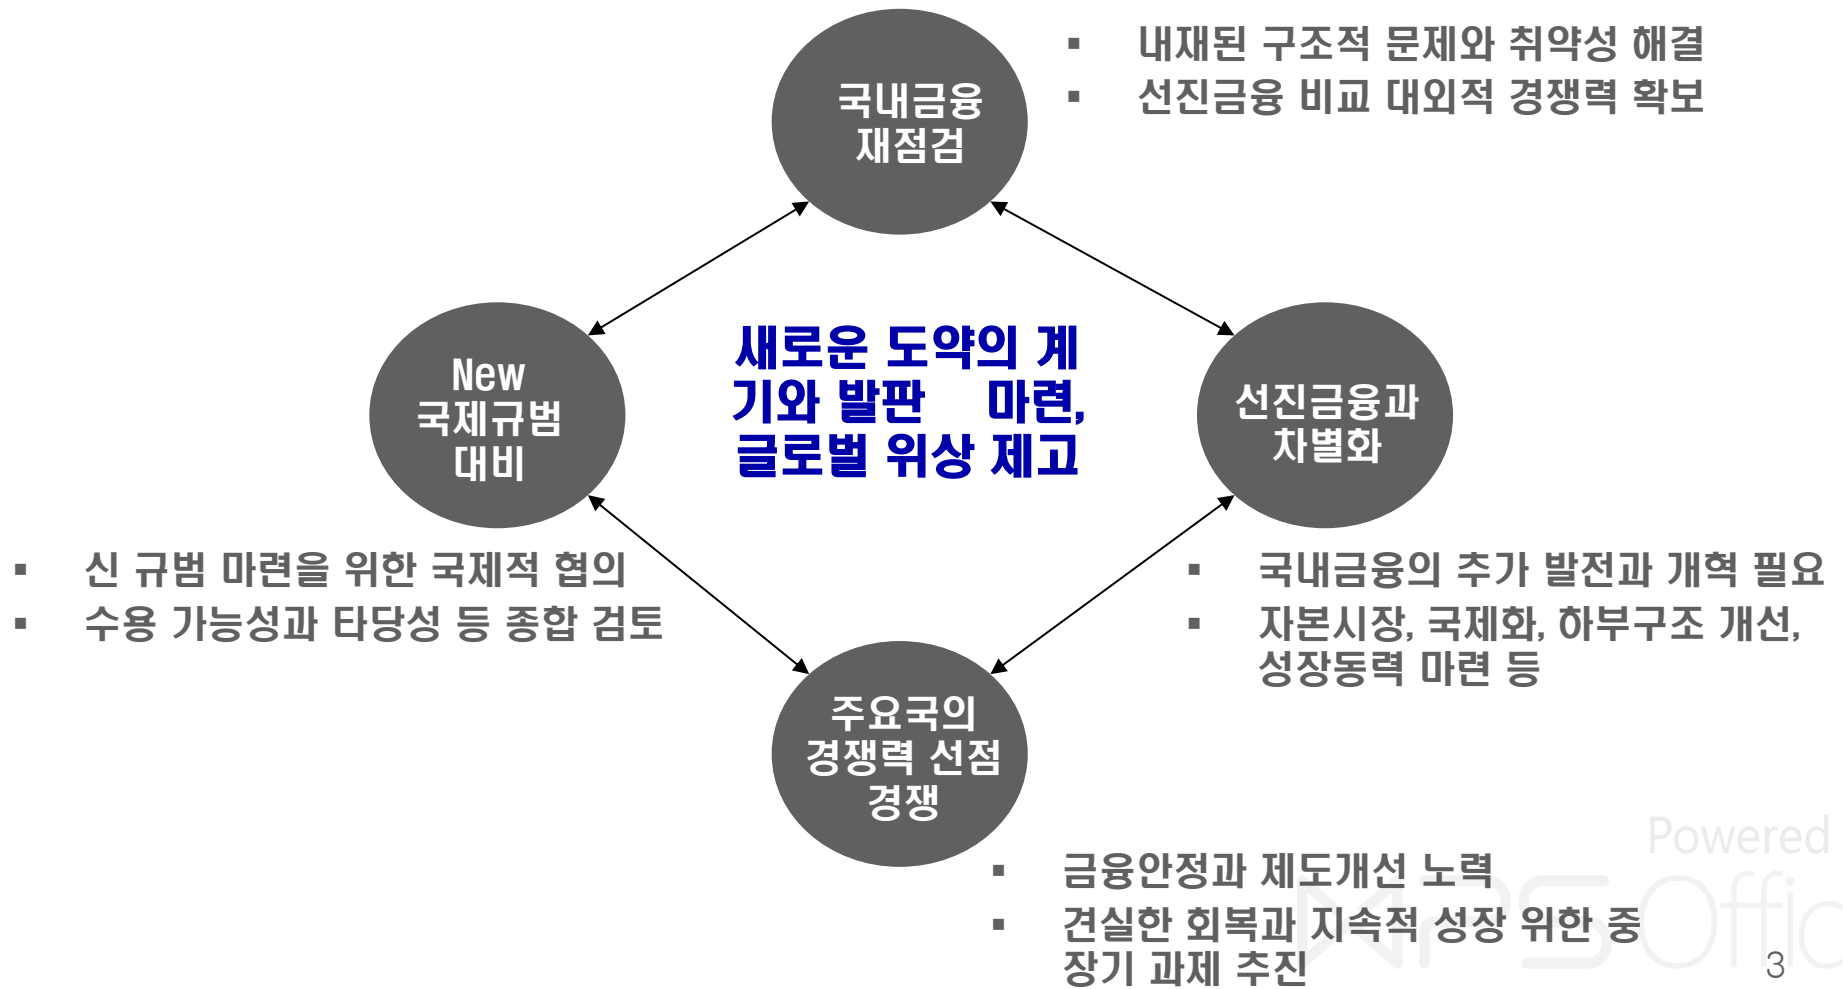 ▪ 내재된 구조적 문제와 취약성 해결
▪ 선진금융 비교 대외적 경쟁력 확보
국내금융
재점검
새로운 도약의 계
기와 발판 마련,
글로벌 위상 제고
New
국제규범
대비
선진금융과
차별화
▪ 신 규범 마련을 위한 국제적 협의
▪ 수용 가능성과 타당성 등 종합 검토
▪ 국내금융의 추가 발전과 개혁 필요
▪ 자본시장, 국제화, 하부구조 개선,
성장동력 마련 등
주요국의
경쟁력 선점
경쟁
▪ 금융안정과 제도개선 노력
▪ 견실한 회복과 지속적 성장 위한 중
장기 과제 추진
Powered
3